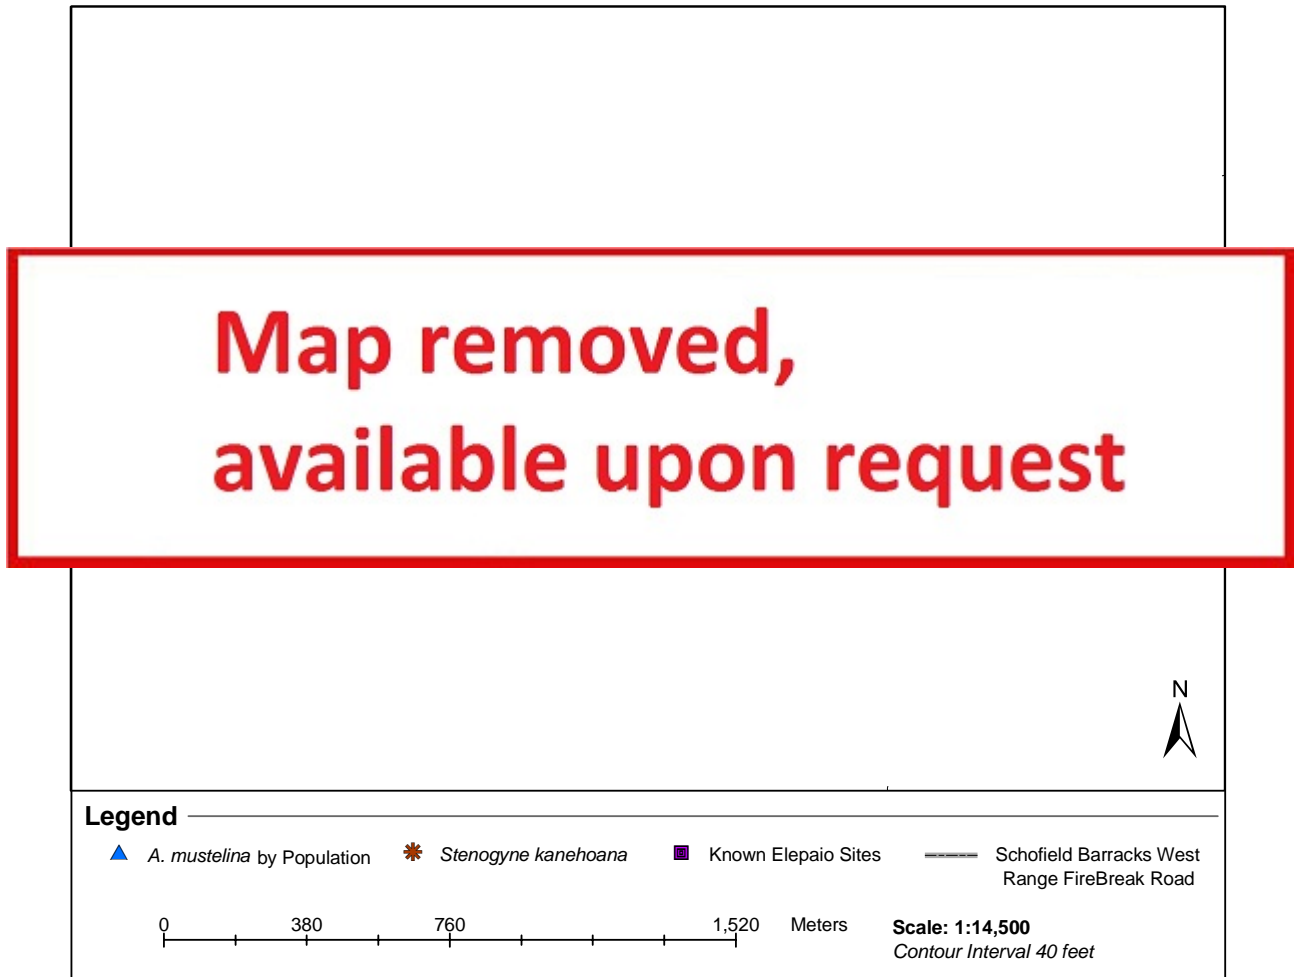 Map removed,
available upon request
N
Legend
A. mustelina by Population
Stenogyne kanehoana
Known Elepaio Sites
Schofield Barracks West
Range FireBreak Road
0 380 760 1,520 Meters
Scale: 1:14,500
Contour Interval 40 feet